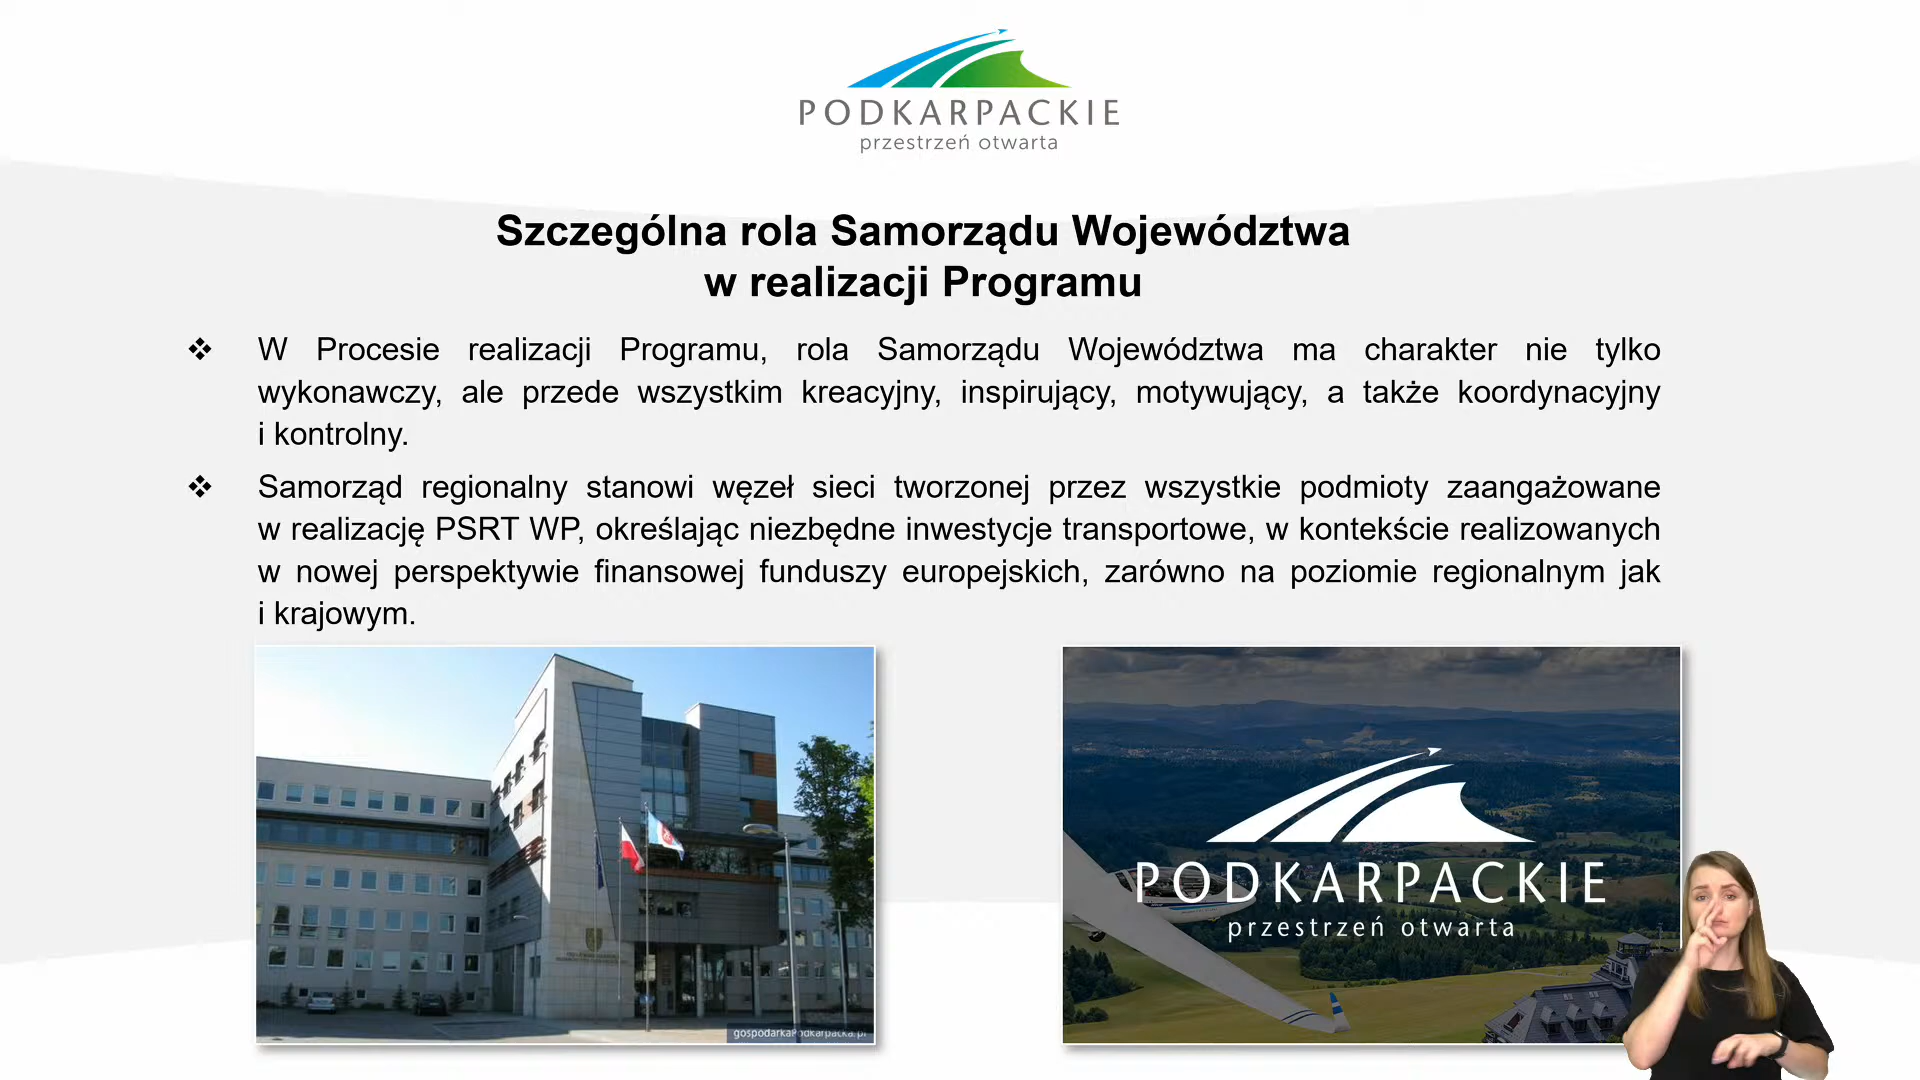 PODKARPACKIE
przestrzeń otwarta
Szczególna rola Samorządu Województwa
w realizacji Programu
❖ W Procesie realizacji Programu, rola Samorządu Województwa ma charakter nie tylko
wykonawczy, ale przede wszystkim kreacyjny, inspirujący, motywujący, a także koordynacyjny
i kontrolny.
❖ Samorząd regionalny stanowi węzeł sieci tworzonej przez wszystkie podmioty zaangażowane
w realizację PSRT WP, określając niezbędne inwestycje transportowe, w kontekście realizowanych
w nowej perspektywie finansowej funduszy europejskich, zarówno na poziomie regionalnym jak
i krajowym.
gospodarkaPodkarpacka.pl
PODKARPACKIE
przestrzeń otwarta